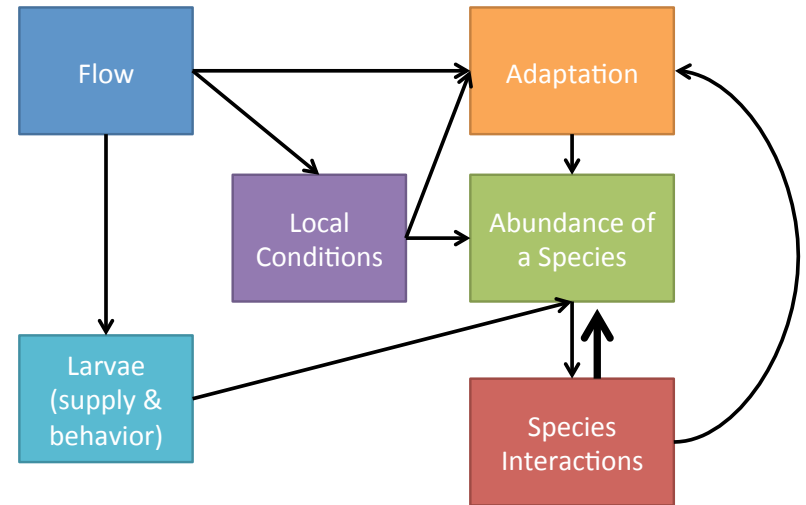 Flow
Adaptation
Local
Conditions
Abundance of
a Species
Larvae
(supply &
behavior)
Species
Interactions